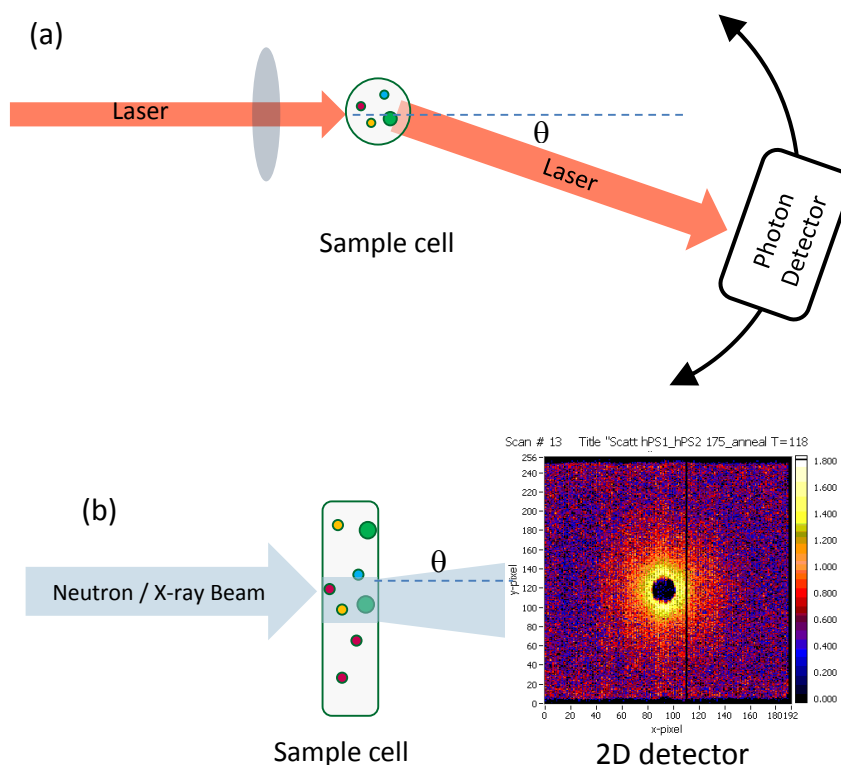 (a)
Laser
θ
Laser
Photon
Detector
Sample cell
Scan # 13 Title "Scatt hPS1_hPS2 175_anneal T=118
(b)
θ
Neutron / X-ray Beam
256
240
220
200
180
160
140
120
100
80
60
40
20
0
y-pixel
0 20 40 60 80 100 120 140 160 180192
x-pixel
1.800
1.600
1.400
1.200
1.000
0.800
0.600
0.400
0.200
0.000
Sample cell
2D detector